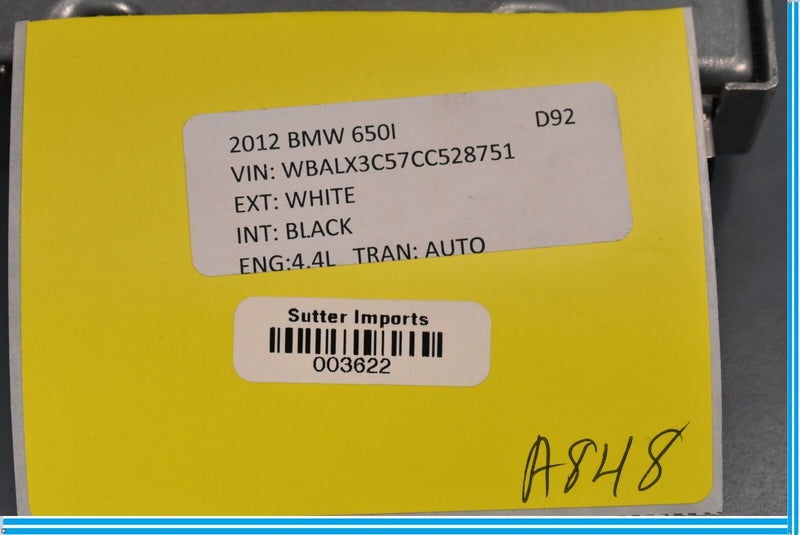 2012 BMW 650I D92
VIN: WBALX3C57CC528751
EXT: WHITE
INT: BLACK
ENG:4.4L TRAN: AUTO
Sutter Imports
003622
A848